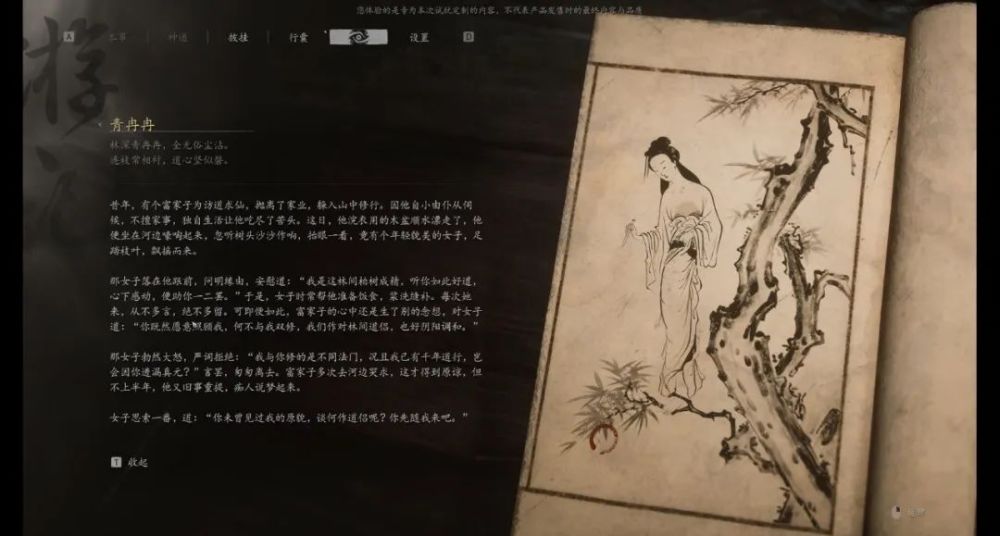 您体验的是专为本次试玩定制的内容，不代表产品发售时的最终内容与品质
A
披挂 行囊 设置 D
青冉冉
林深青冉冉，全无俗尘沾。
连枝常相衬，道心坚似磐。
昔年，有个富家子为访道求仙，抛离了家业，躲入山中修行。因他自小由仆从伺
候，不擅家事，独自生活让他吃尽了苦头。这日，他浣衣用的木盆顺水漂走了，他
便坐在河边嚎啕起来，忽听树头沙沙作响，抬眼一看，竟有个年轻貌美的女子，足
踏枝叶，飘摇而来。
那女子落在他跟前，问明缘由，安慰道：“我是这林间柏树成精，听你如此好道，
心下感动，便助你一二罢。”于是，女子时常帮他准备饭食，浆洗缝补。每次她
来，从不多言，绝不多留。可即便如此，富家子的心中还是生了别的念想，对女子
道：“你既然愿意照顾我，何不与我双修，我们作对林间道侣，也好阴阳调和。”
那女子勃然大怒，严词拒绝：“我与你修的是不同法门，况且我已有千年道行，岂
会因你透漏真元？”言罢，匆匆离去。富家子多次去河边哭求，这才得到原谅，但
不上半年，他又旧事重提，痴人说梦起来。
女子思索一番，道：“你未曾见过我的原貌，谈何作道侣呢？你先随我来吧。”
T 收起